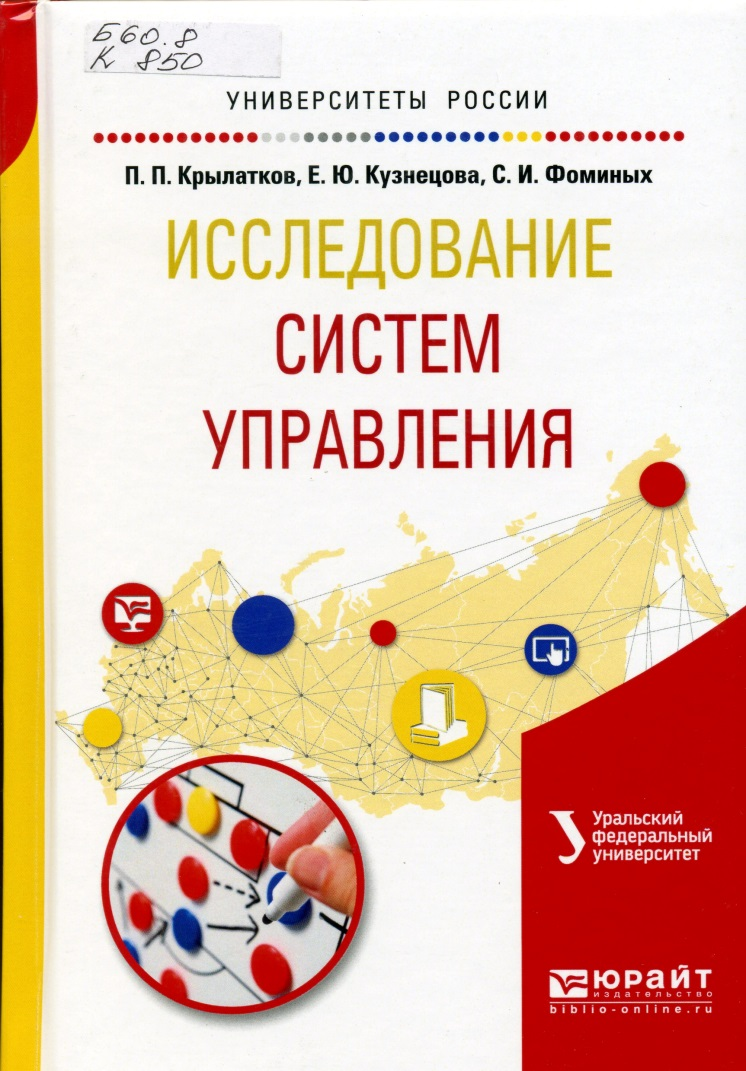 Б60.8
К 850
УНИВЕРСИТЕТЫ РОССИИ
П. П. Крылатков, Е. Ю. Кузнецова, С. И. Фоминых
ИССЛЕДОВАНИЕ
СИСТЕМ
УПРАВЛЕНИЯ
Уральский
федеральный
университет
ЮРАЙТ
издательство
biblio-online.ru